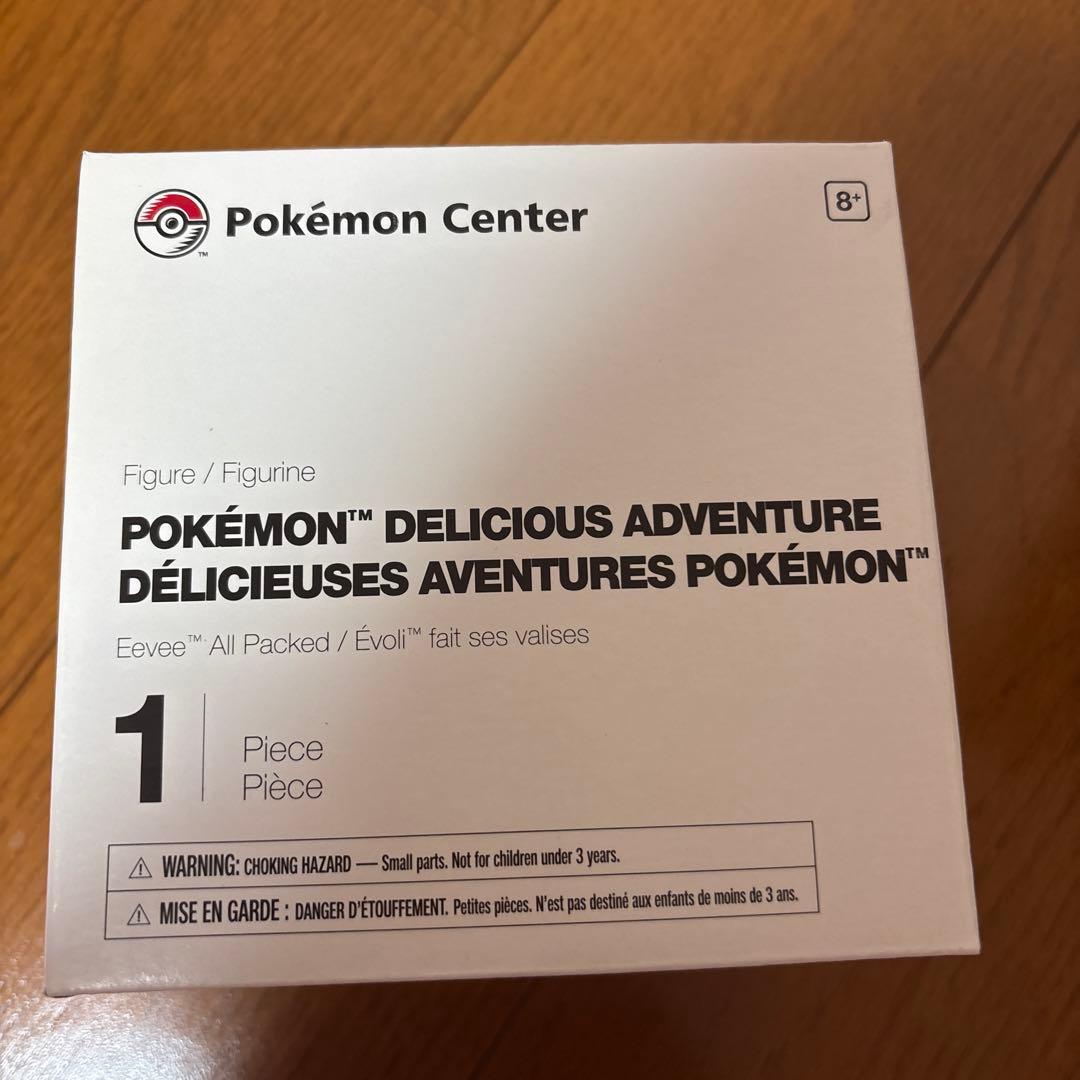 Pokémon Center
TM
8+
Figure / Figurine
POKÉMON™ DELICIOUS ADVENTURE
DÉLICIEUSES AVENTURES POKÉMON™
Eevee™ All Packed / Évoli™ fait ses valises
1
Piece
Pièce
WARNING: CHOKING HAZARD — Small parts. Not for children under 3 years.
MISE EN GARDE : DANGER D'ÉTOUFFEMENT. Petites pièces. N'est pas destiné aux enfants de moins de 3 ans.